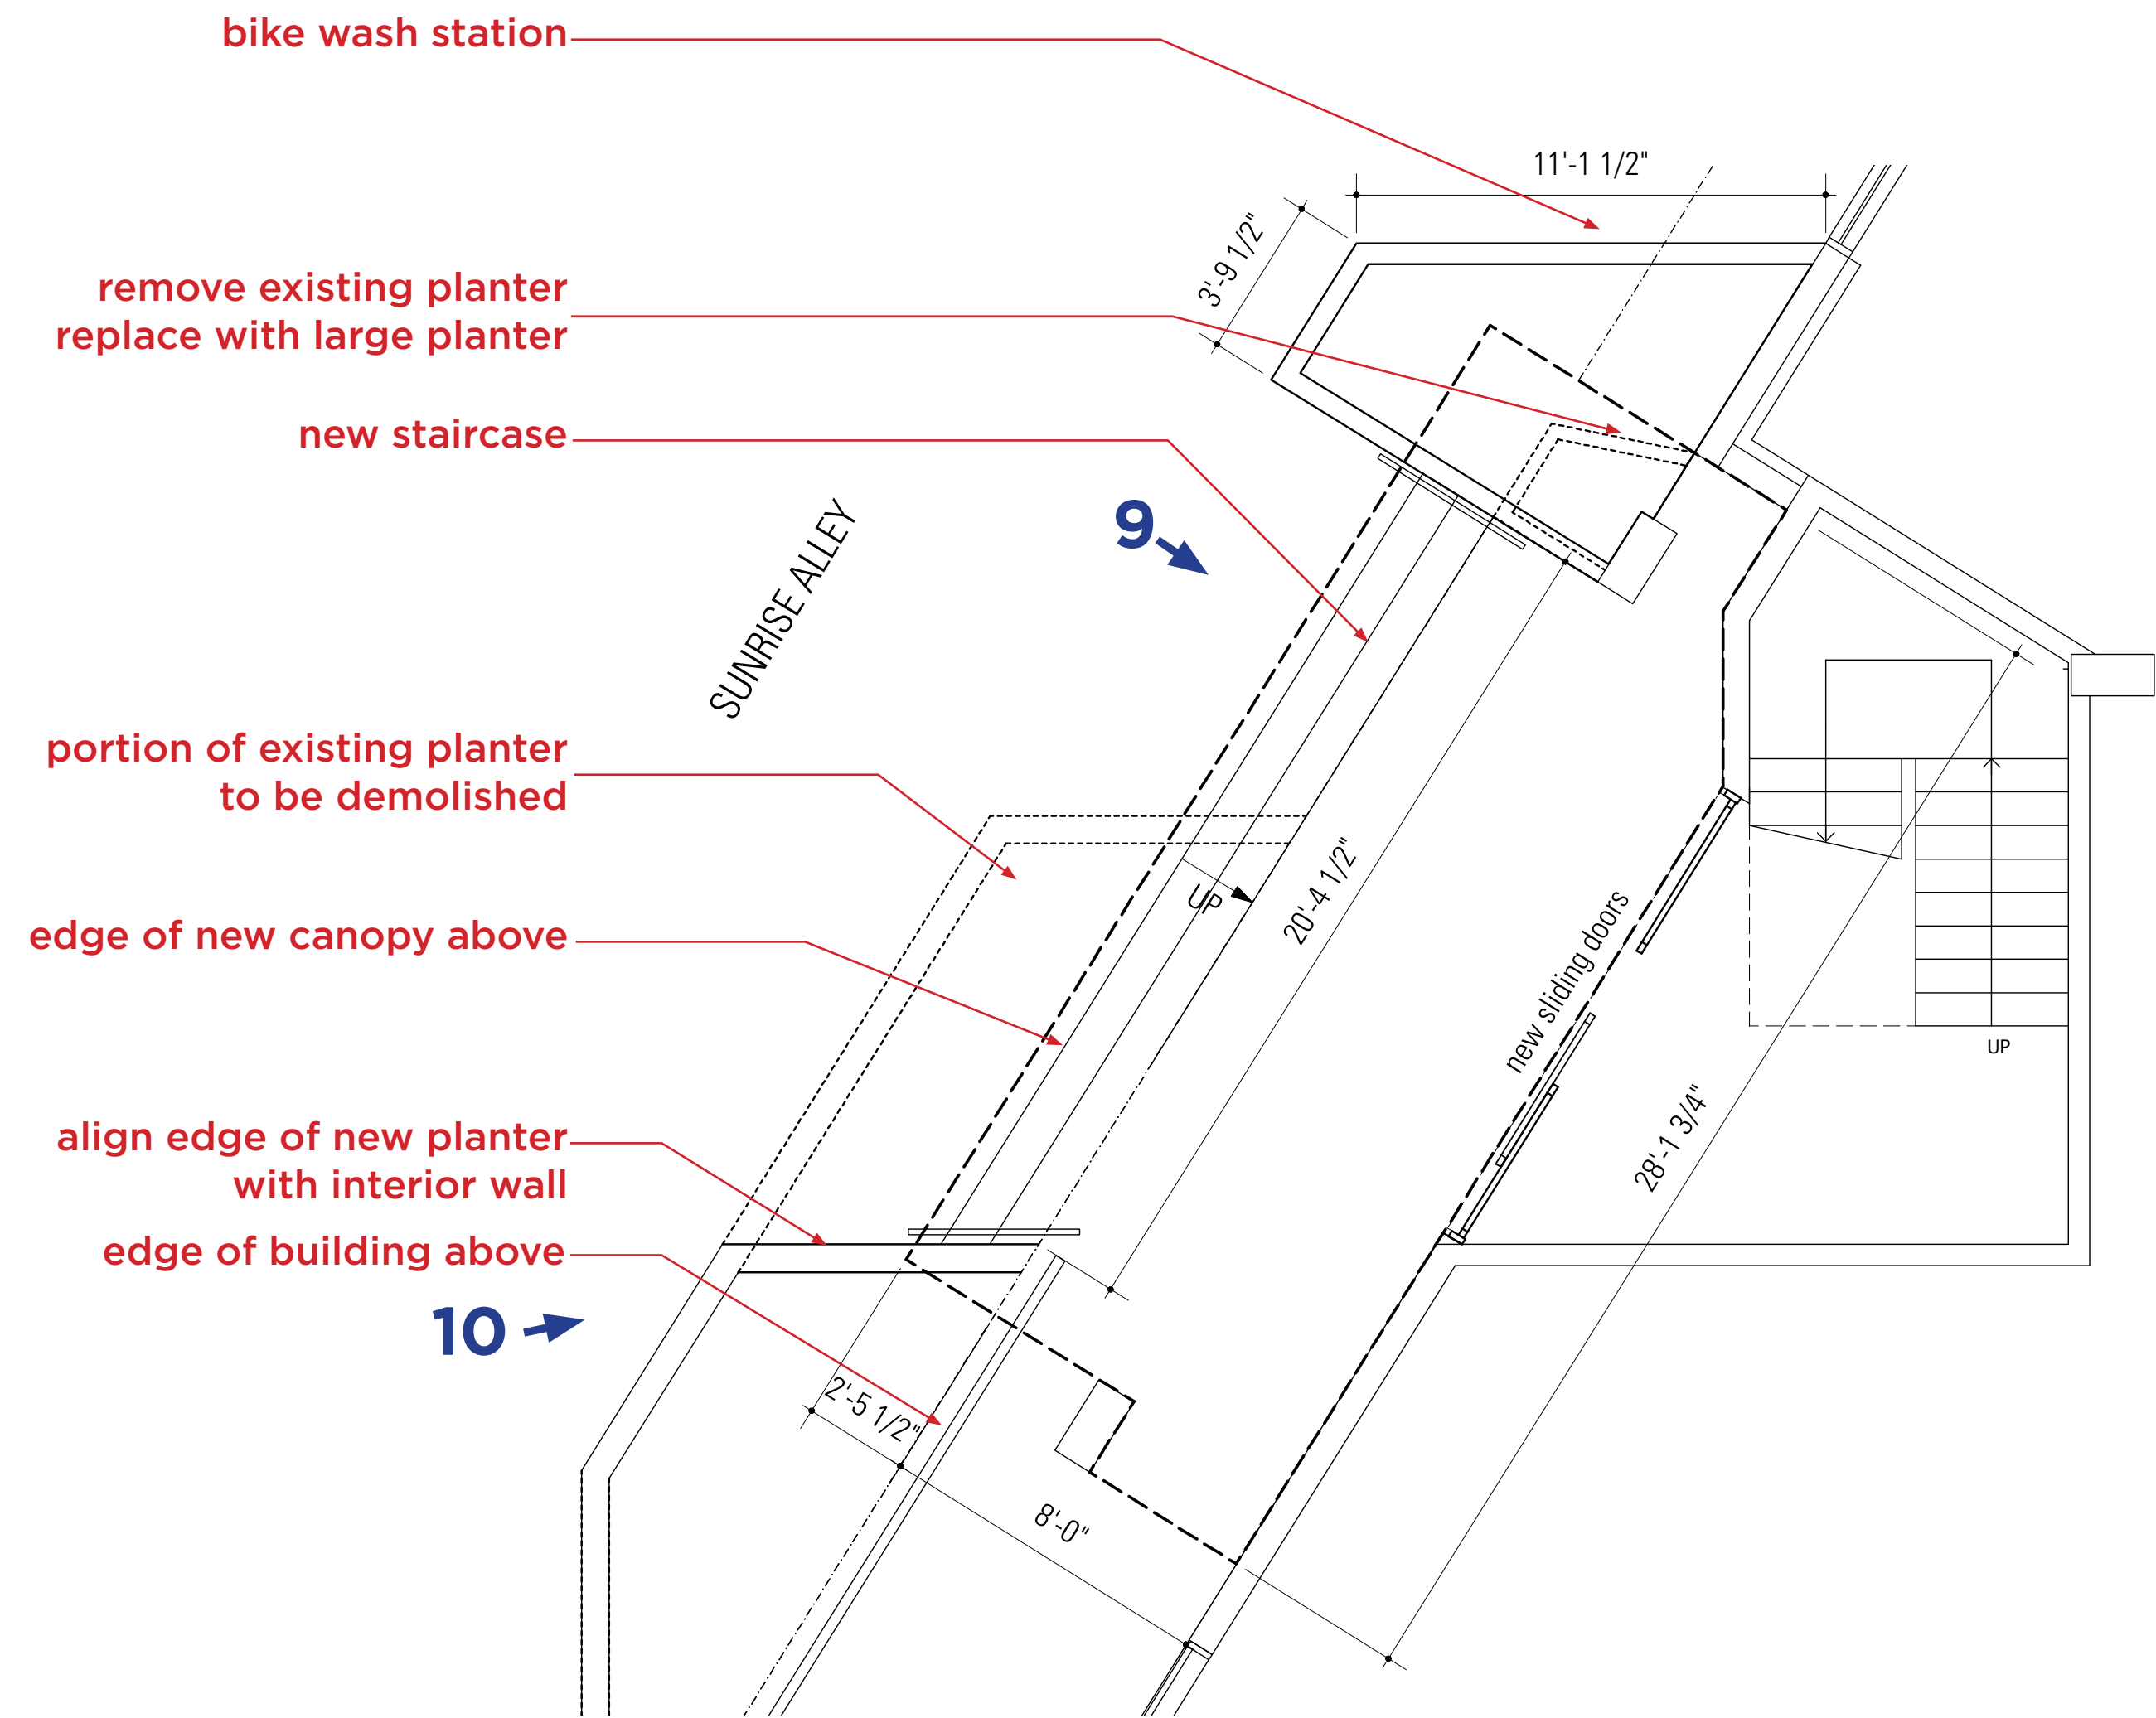 bike wash station
11'-1 1/2"
3'-9 1/2"
remove existing planter
replace with large planter
new staircase
9
SUNRISE ALLEY
portion of existing planter
to be demolished
UP
20'-4 1/2"
new sliding doors
edge of new canopy above
UP
28'-1 3/4"
align edge of new planter
with interior wall
edge of building above
10
2'-5 1/2"
8'-0"